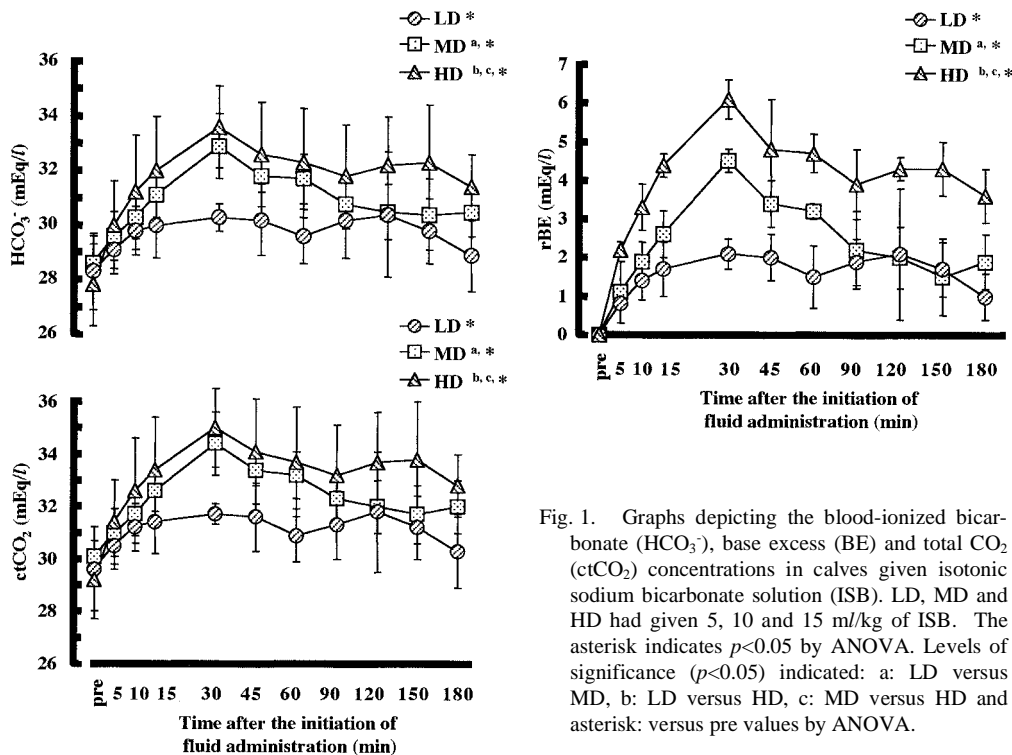 LD *
MD a, *
HD b, c, *
36
34
32
30
28
26
HCO3- (mEq/l)
LD *
MD a, *
HD b, c, *
36
34
32
30
28
26
ctCO2 (mEq/l)
pre 5 10 15 30 45 60 90 120 150 180
Time after the initiation of
fluid administration (min)
LD *
MD a, *
HD b, c, *
7
6
5
4
3
2
1
0
rBE (mEq/l)
pre 5 10 15 30 45 60 90 120 150 180
Time after the initiation of
fluid administration (min)
Fig. 1. Graphs depicting the blood-ionized bicar-
bonate (HCO3-), base excess (BE) and total CO2
(ctCO2) concentrations in calves given isotonic
sodium bicarbonate solution (ISB). LD, MD and
HD had given 5, 10 and 15 ml/kg of ISB. The
asterisk indicates p<0.05 by ANOVA. Levels of
significance (p<0.05) indicated: a: LD versus
MD, b: LD versus HD, c: MD versus HD and
asterisk: versus pre values by ANOVA.